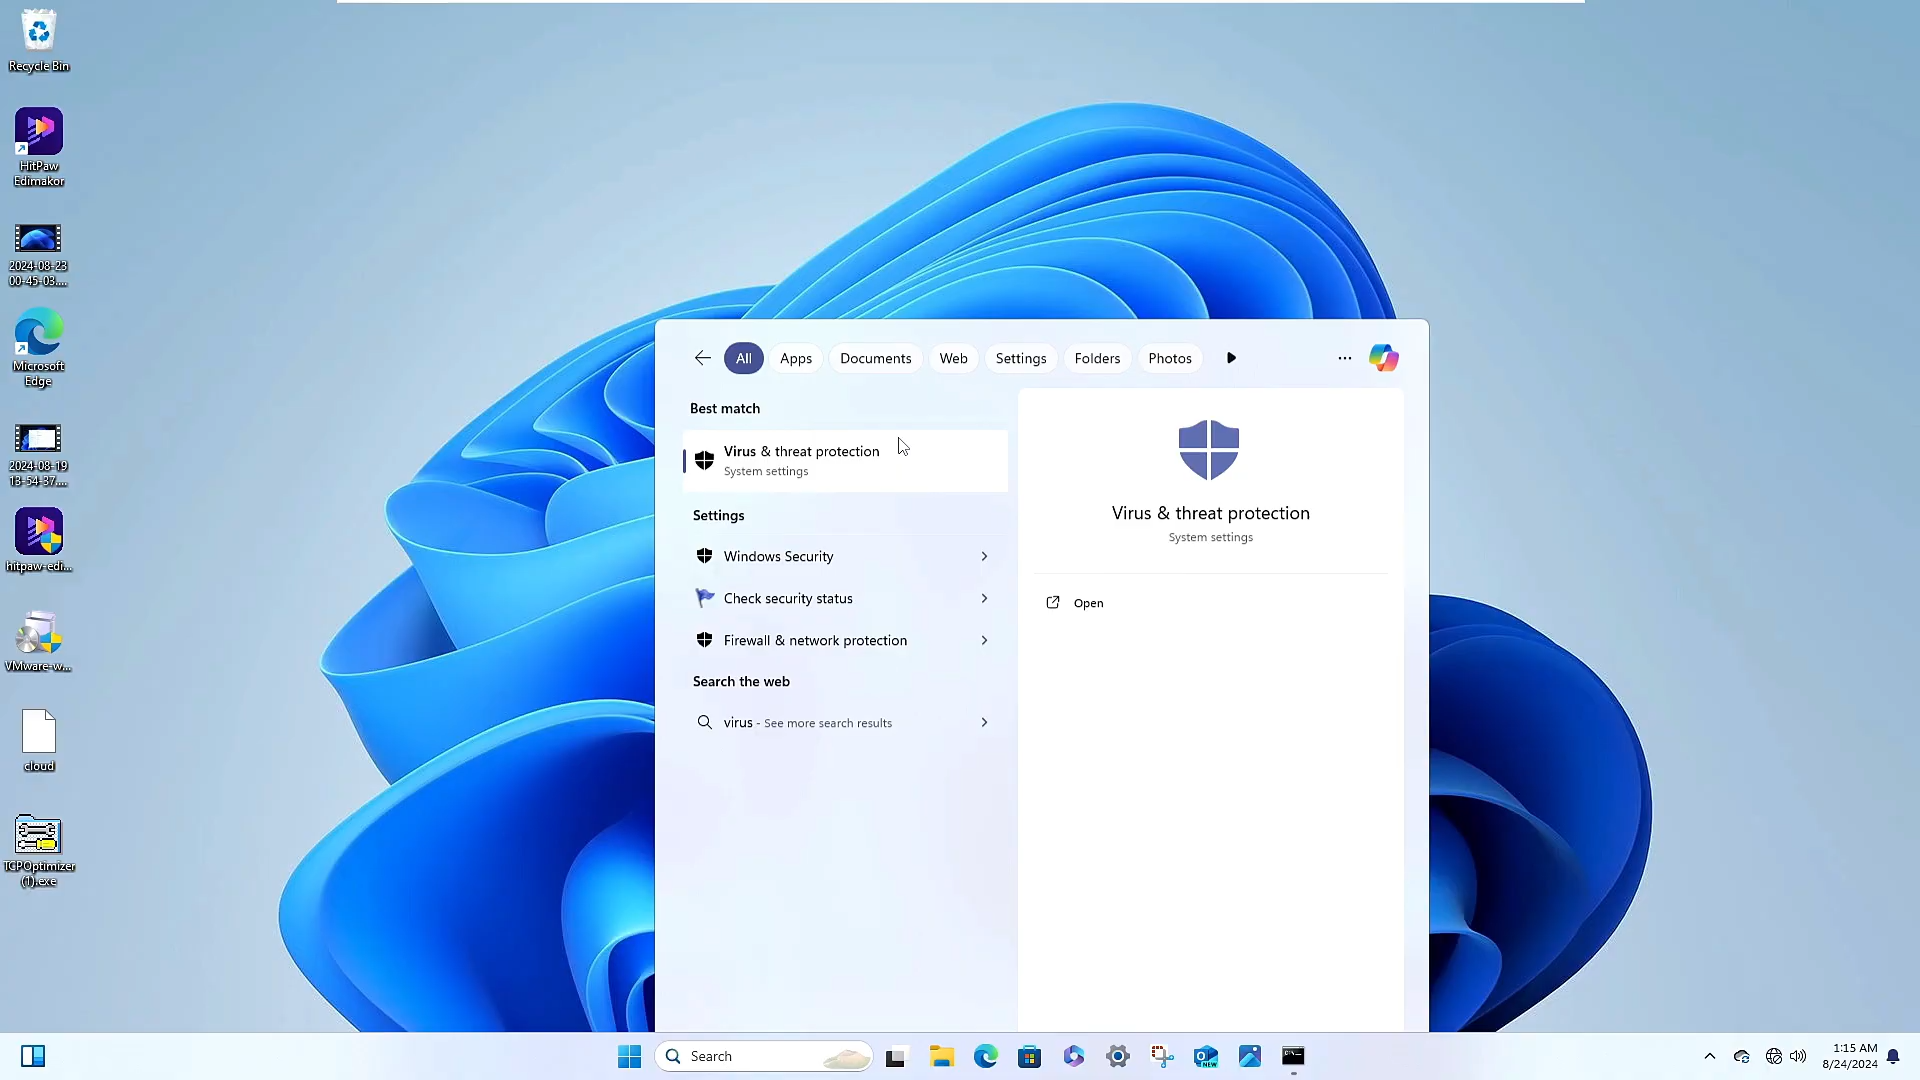 Recycle Bin
HitPaw
Edimakor
2024-08-23
00-45-03....
Microsoft
Edge
2024-08-19
13-54-37....
hitpaw-edi...
VMware-w...
cloud
TCPOptimizer
(1).exe
All
Apps
Documents
Web
Settings
Folders
Photos
Best match
Virus & threat protection
System settings
Settings
Windows Security
Check security status
Firewall & network protection
Search the web
virus - See more search results
Virus & threat protection
System settings
Open
Search
NEW
1:15 AM
8/24/2024